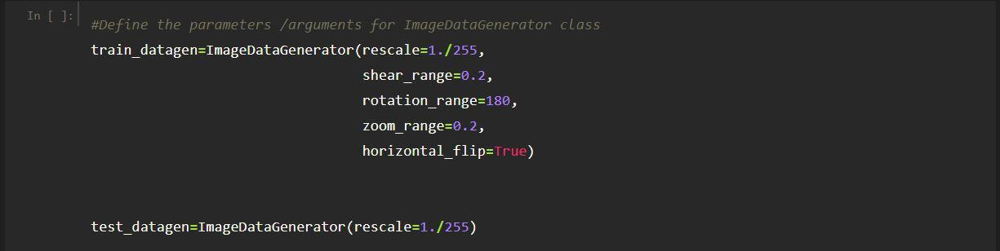 In [ ]:
#Define the parameters /arguments for ImageDataGenerator class
train_datagen=ImageDataGenerator(rescale=1./255,
shear_range=0.2,
rotation_range=180,
zoom_range=0.2,
horizontal_flip=True)
test_datagen=ImageDataGenerator(rescale=1./255)